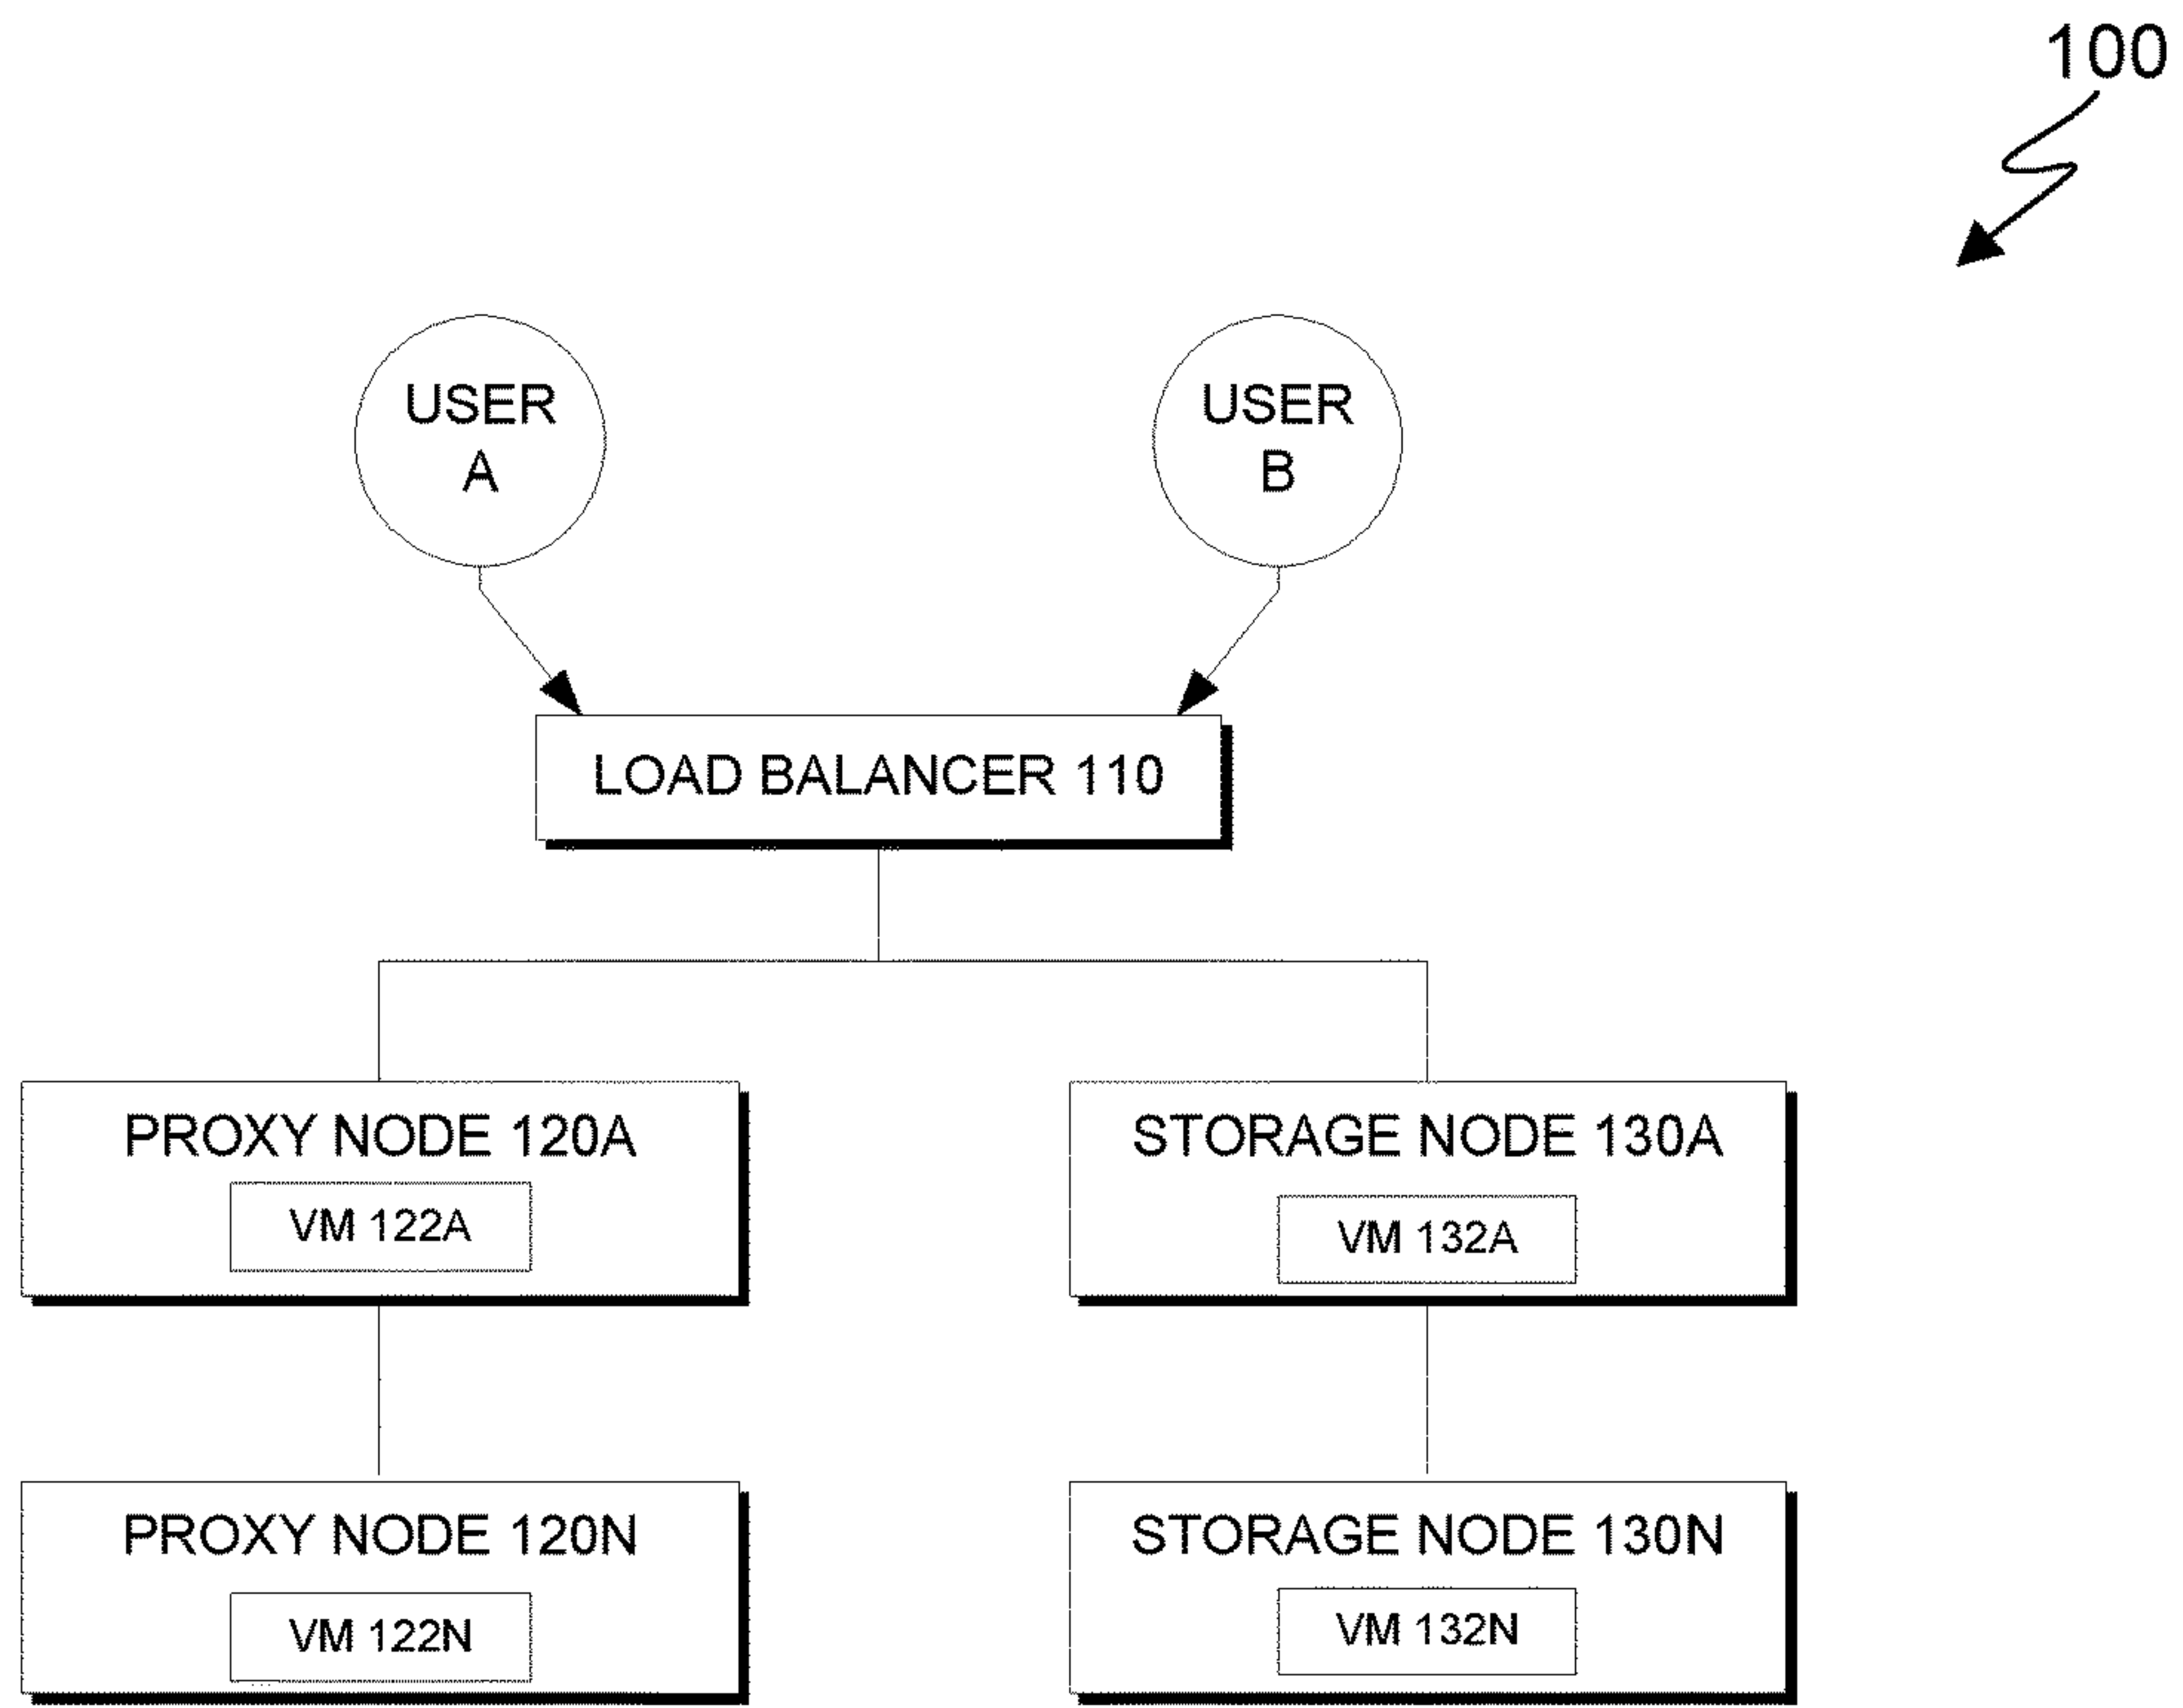 100
USER
A
USER
B
LOAD BALANCER 110
PROXY NODE 120A
VM 122A
STORAGE NODE 130A
VM 132A
PROXY NODE 120N
VM 122N
STORAGE NODE 130N
VM 132N